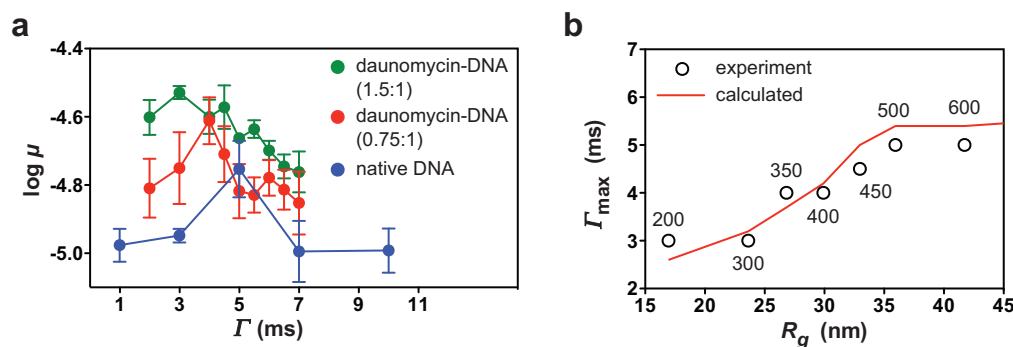 a
-4.4
-4.6
-4.8
-5.0
log μ
daunomycin-DNA
(1.5:1)
daunomycin-DNA
(0.75:1)
native DNA
1 3 5 7 9 11
Γ (ms)
b
7
6
5
4
3
2
Γmax (ms)
experiment
calculated
200
300
350
400
450
500
600
15 20 25 30 35 40 45
Rg (nm)